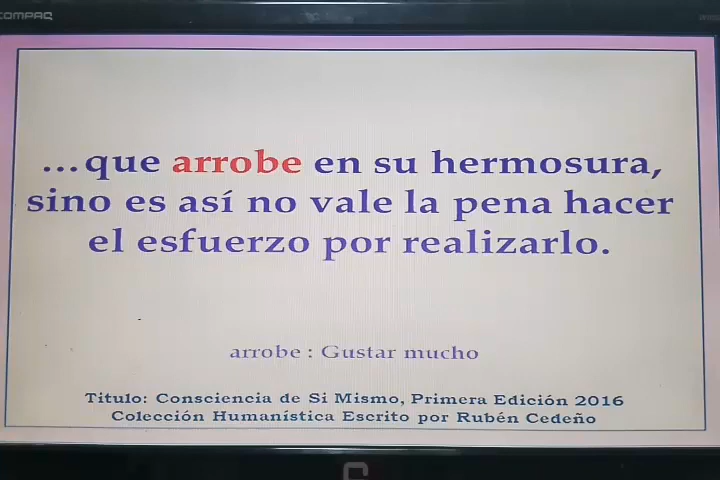 COMPAQ
...que arrobe en su hermosura,
sino es así no vale la pena hacer
el esfuerzo por realizarlo.
arrobe : Gustar mucho
Titulo: Consciencia de Si Mismo, Primera Edición 2016
Colección Humanística Escrito por Rubén Cedeño